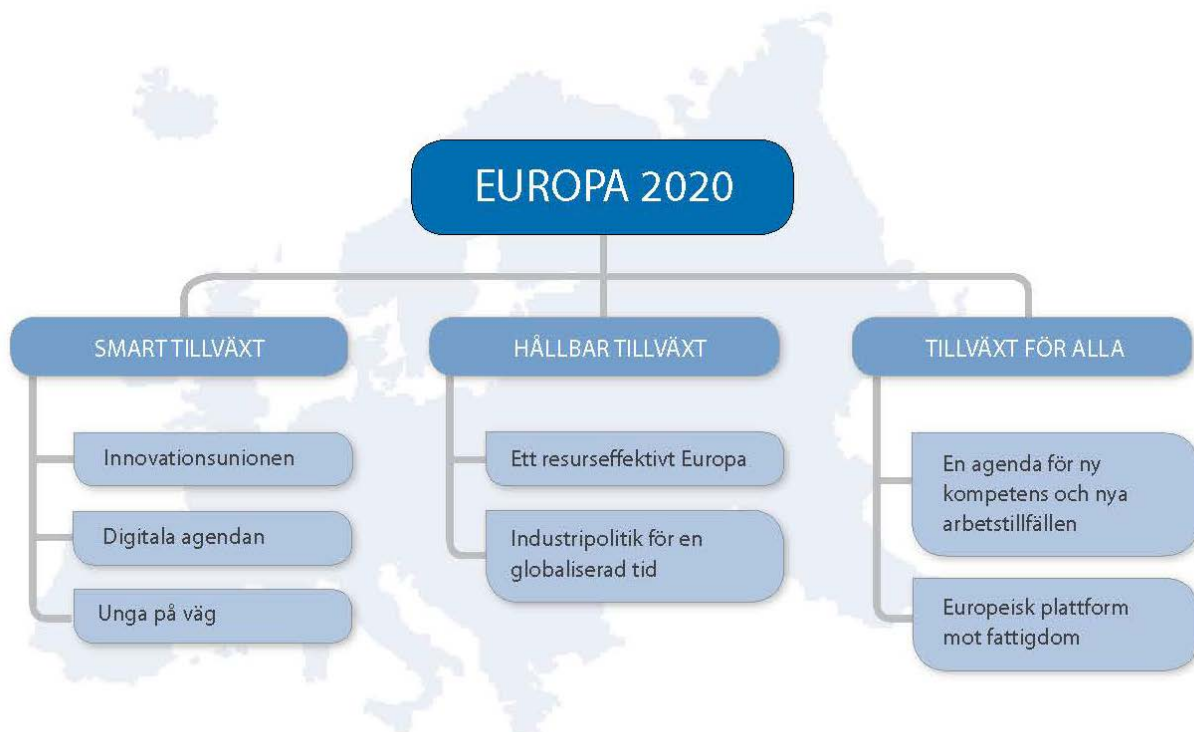 EUROPA 2020
SMART TILLVÄXT
Innovationsunionen
Digitala agendan
Unga på väg
HÅLLBAR TILLVÄXT
Ett resurseffektivt Europa
Industripolitik för en
globaliserad tid
TILLVÄXT FÖR ALLA
En agenda för ny
kompetens och nya
arbetstillfällen
Europeisk plattform
mot fattigdom